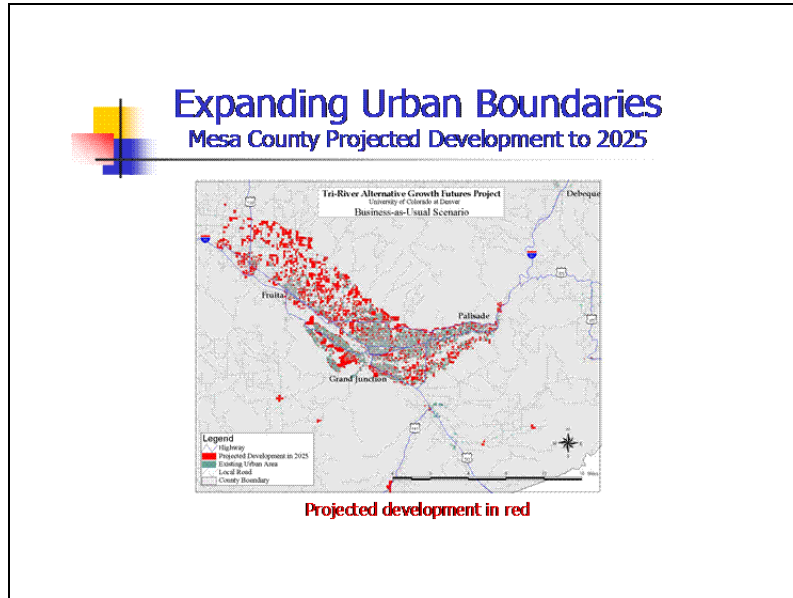 Expanding Urban Boundaries
Mesa County Projected Development to 2025
Tri-River Alternative Growth Futures Project
University of Colorado at Denver
Business-as-Usual Scenario
Debeque
Fruita
Palisade
Grand Junction
Legend
Highway
Projected Development in 2025
Existing Urban Area
Local Road
County Boundary
Projected development in red